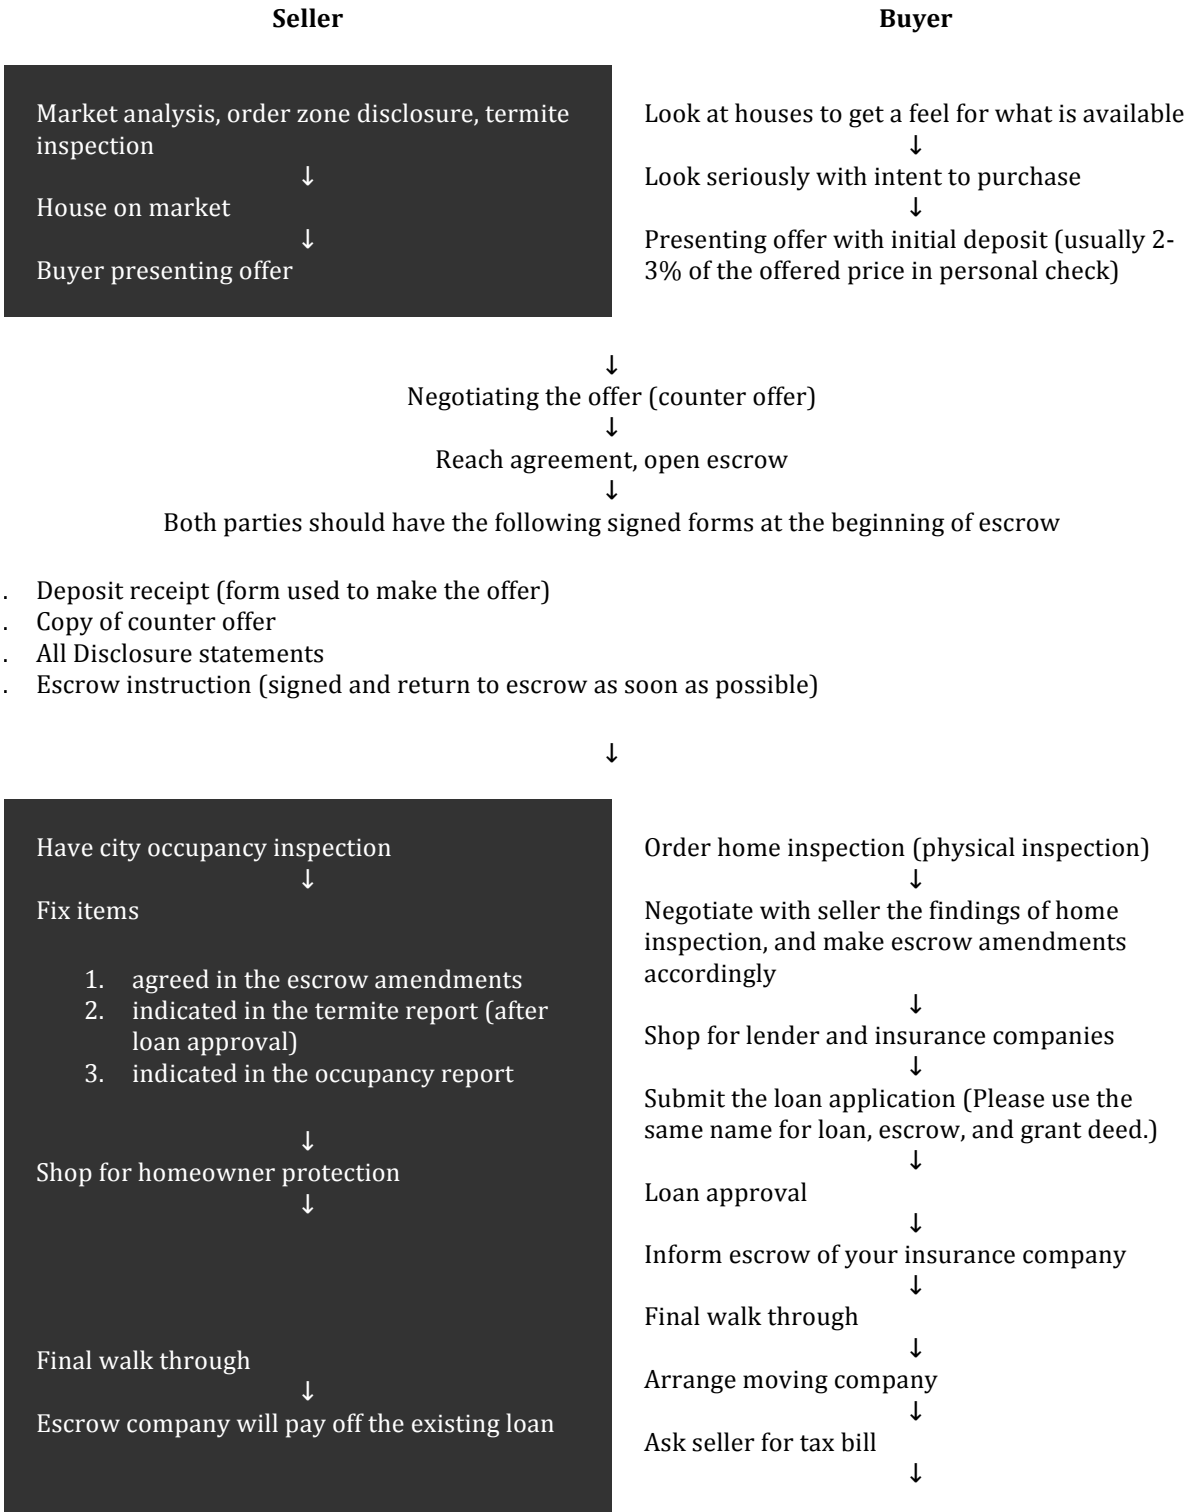 Seller
Buyer
Market analysis, order zone disclosure, termite
inspection
↓
House on market
↓
Buyer presenting offer
Look at houses to get a feel for what is available
↓
Look seriously with intent to purchase
↓
Presenting offer with initial deposit (usually 2-
3% of the offered price in personal check)
↓
Negotiating the offer (counter offer)
↓
Reach agreement, open escrow
↓
Both parties should have the following signed forms at the beginning of escrow
. Deposit receipt (form used to make the offer)
. Copy of counter offer
. All Disclosure statements
. Escrow instruction (signed and return to escrow as soon as possible)
↓
Have city occupancy inspection
↓
Fix items
1. agreed in the escrow amendments
2. indicated in the termite report (after
loan approval)
3. indicated in the occupancy report
↓
Shop for homeowner protection
↓
Final walk through
↓
Escrow company will pay off the existing loan
Order home inspection (physical inspection)
↓
Negotiate with seller the findings of home
inspection, and make escrow amendments
accordingly
↓
Shop for lender and insurance companies
↓
Submit the loan application (Please use the
same name for loan, escrow, and grant deed.)
↓
Loan approval
↓
Inform escrow of your insurance company
↓
Final walk through
↓
Arrange moving company
↓
Ask seller for tax bill
↓